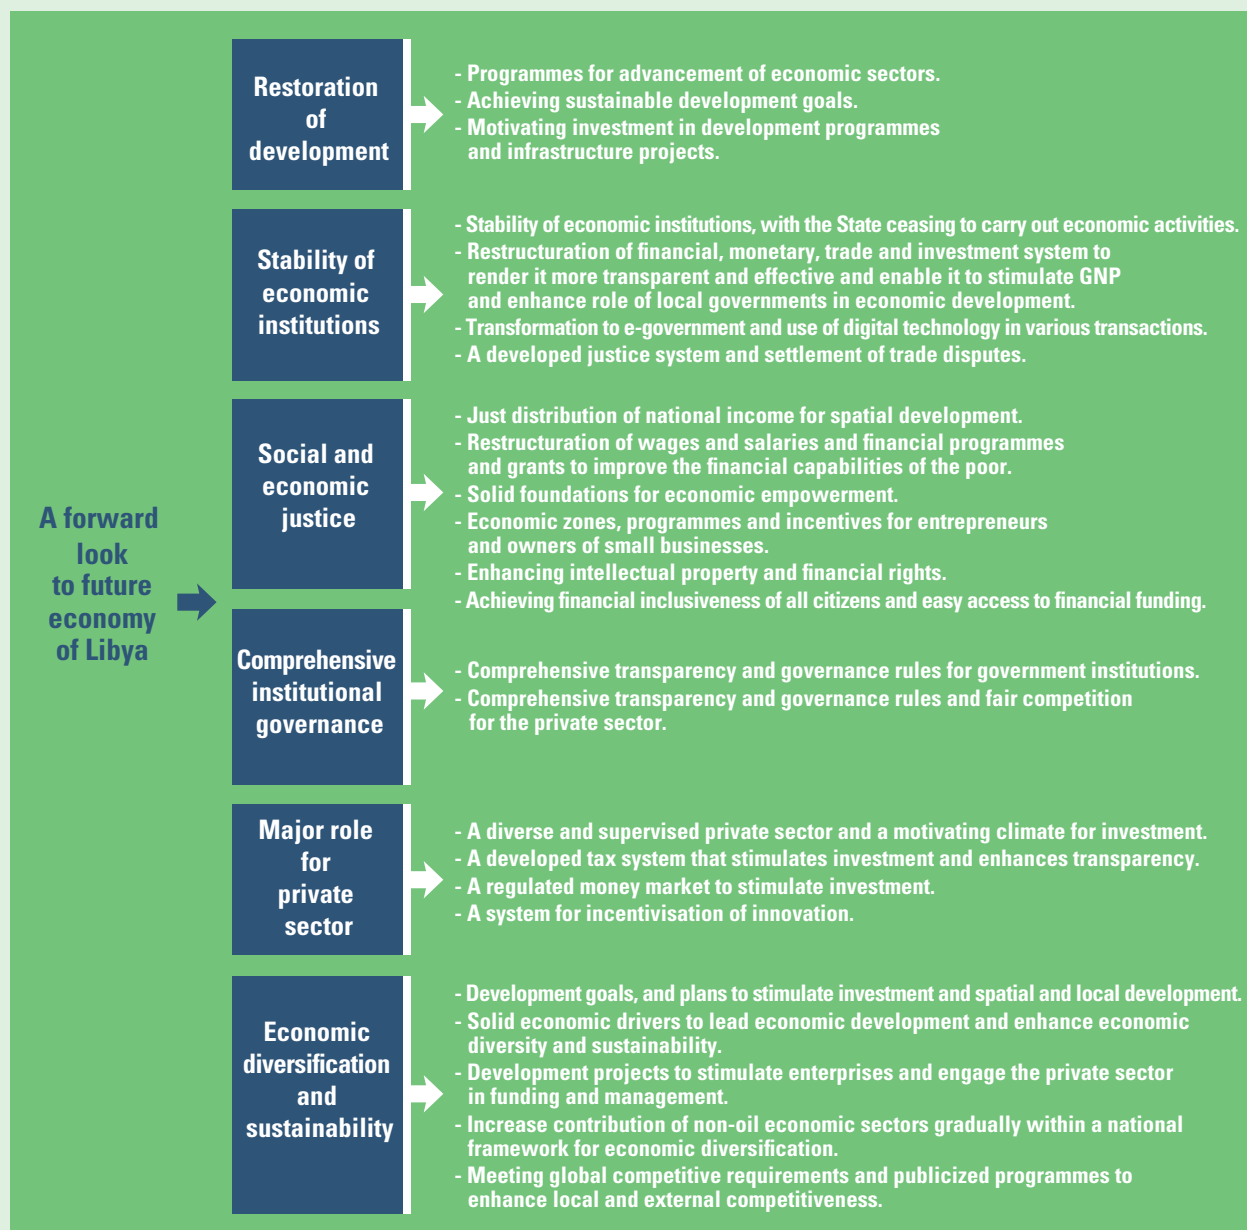 A forward
look
to future
economy
of Libya
Restoration
of
development
- Programmes for advancement of economic sectors.
- Achieving sustainable development goals.
- Motivating investment in development programmes
and infrastructure projects.
Stability of
economic
institutions
- Stability of economic institutions, with the State ceasing to carry out economic activities.
- Restructuration of financial, monetary, trade and investment system to
render it more transparent and effective and enable it to stimulate GNP
and enhance role of local governments in economic development.
- Transformation to e-government and use of digital technology in various transactions.
- A developed justice system and settlement of trade disputes.
Social and
economic
justice
- Just distribution of national income for spatial development.
- Restructuration of wages and salaries and financial programmes
and grants to improve the financial capabilities of the poor.
- Solid foundations for economic empowerment.
- Economic zones, programmes and incentives for entrepreneurs
and owners of small businesses.
- Enhancing intellectual property and financial rights.
- Achieving financial inclusiveness of all citizens and easy access to financial funding.
Comprehensive
institutional
governance
- Comprehensive transparency and governance rules for government institutions.
- Comprehensive transparency and governance rules and fair competition
for the private sector.
Major role
for
private
sector
- A diverse and supervised private sector and a motivating climate for investment.
- A developed tax system that stimulates investment and enhances transparency.
- A regulated money market to stimulate investment.
- A system for incentivisation of innovation.
Economic
diversification
and
sustainability
- Development goals, and plans to stimulate investment and spatial and local development.
- Solid economic drivers to lead economic development and enhance economic
diversity and sustainability.
- Development projects to stimulate enterprises and engage the private sector
in funding and management.
- Increase contribution of non-oil economic sectors gradually within a national
framework for economic diversification.
- Meeting global competitive requirements and publicized programmes to
enhance local and external competitiveness.